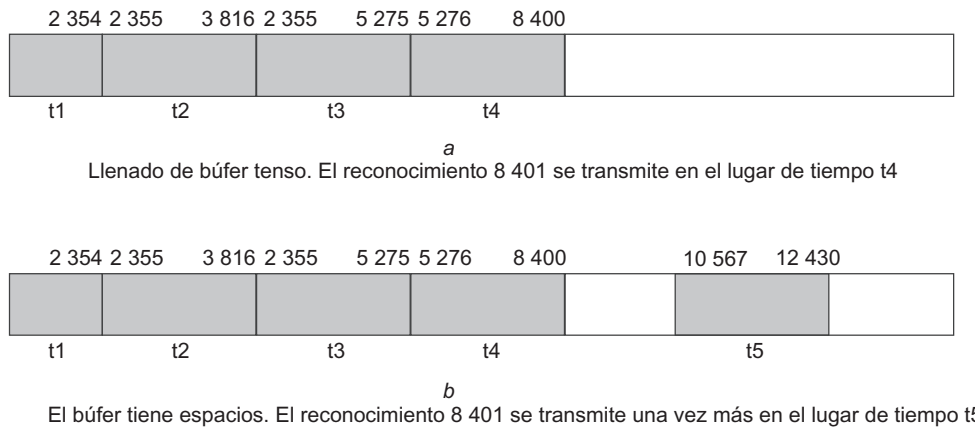 2 354 2 355 3 816 2 355 5 275 5 276 8 400
t1 t2 t3 t4
a
Llenado de búfer tenso. El reconocimiento 8 401 se transmite en el lugar de tiempo t4
2 354 2 355 3 816 2 355 5 275 5 276 8 400 10 567 12 430
t1 t2 t3 t4 t5
b
El búfer tiene espacios. El reconocimiento 8 401 se transmite una vez más en el lugar de tiempo t5